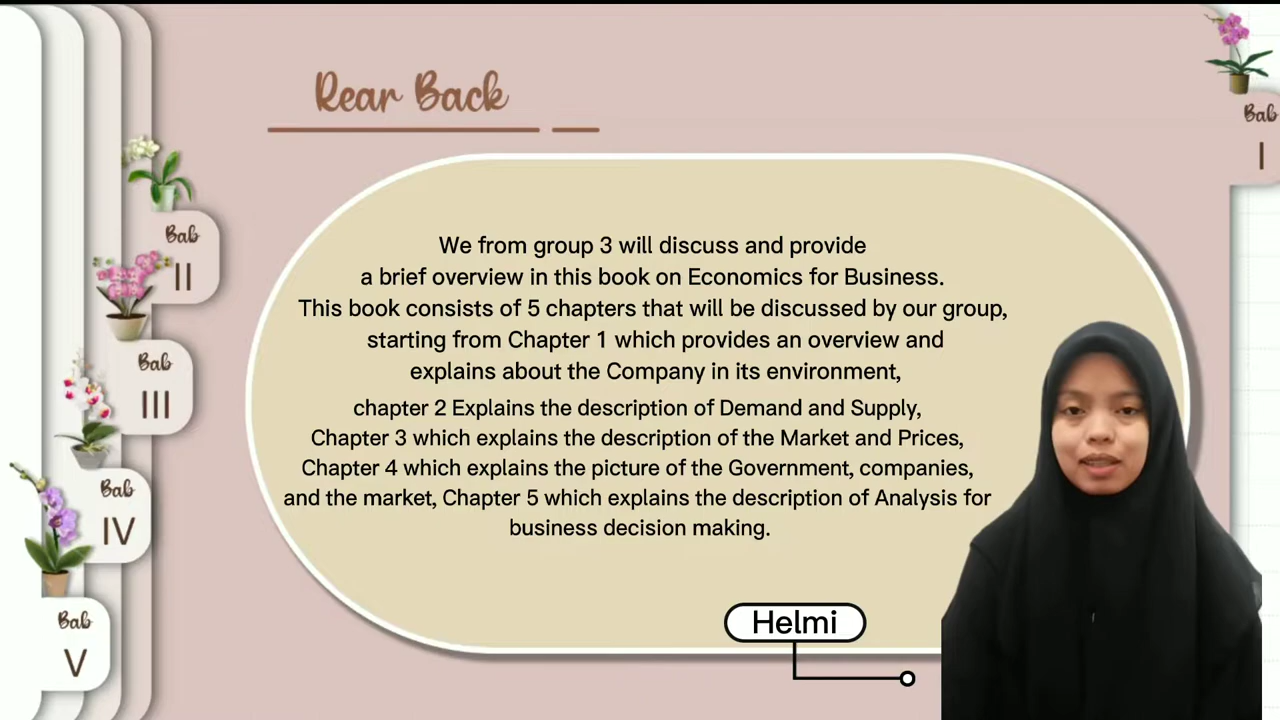 Rear Back
We from group 3 will discuss and provide
a brief overview in this book on Economics for Business.
This book consists of 5 chapters that will be discussed by our group,
starting from Chapter 1 which provides an overview and
explains about the Company in its environment,
chapter 2 Explains the description of Demand and Supply,
Chapter 3 which explains the description of the Market and Prices,
Chapter 4 which explains the picture of the Government, companies,
and the market, Chapter 5 which explains the description of Analysis for
business decision making.
Helmi
Bab
I
Bab
II
Bab
III
Bab
IV
Bab
V